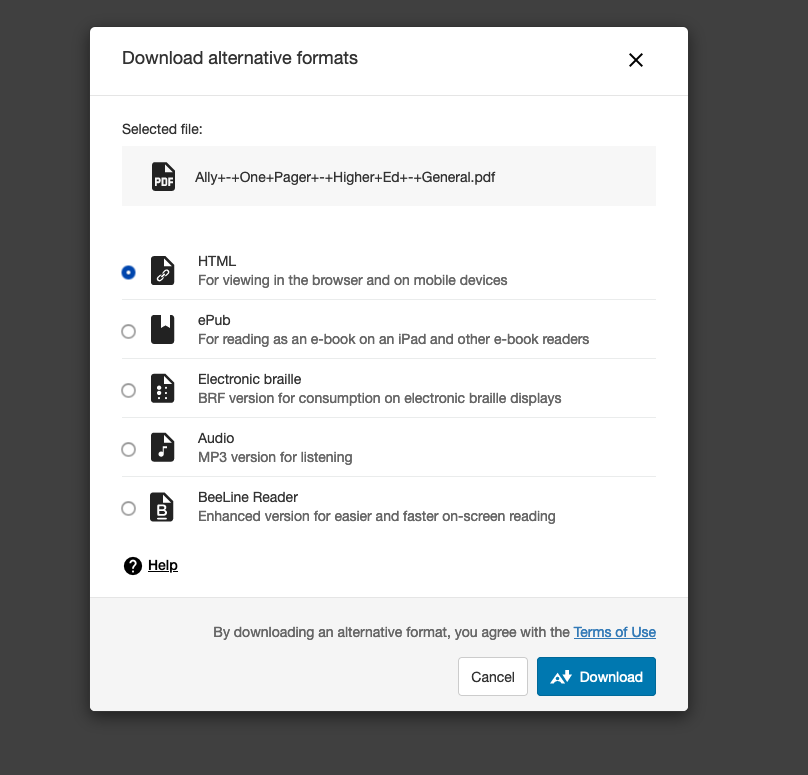 Download alternative formats
Selected file:
PDF
Ally+-+One+Pager+-+Higher+Ed+-+General.pdf
HTML
For viewing in the browser and on mobile devices
ePub
For reading as an e-book on an iPad and other e-book readers
Electronic braille
BRF version for consumption on electronic braille displays
Audio
MP3 version for listening
B
BeeLine Reader
Enhanced version for easier and faster on-screen reading
? Help
By downloading an alternative format, you agree with the Terms of Use
Cancel
A Download